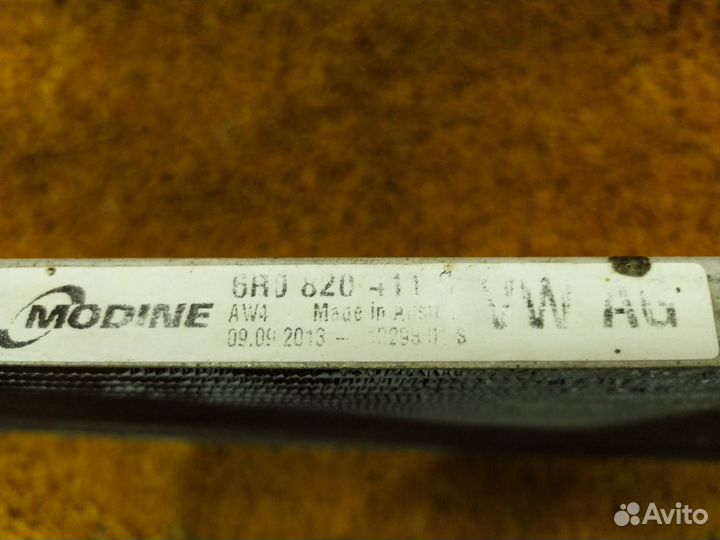 MODINE
6R0 820 411
AW4 Made in
09.09.2013
VW AG
Avito